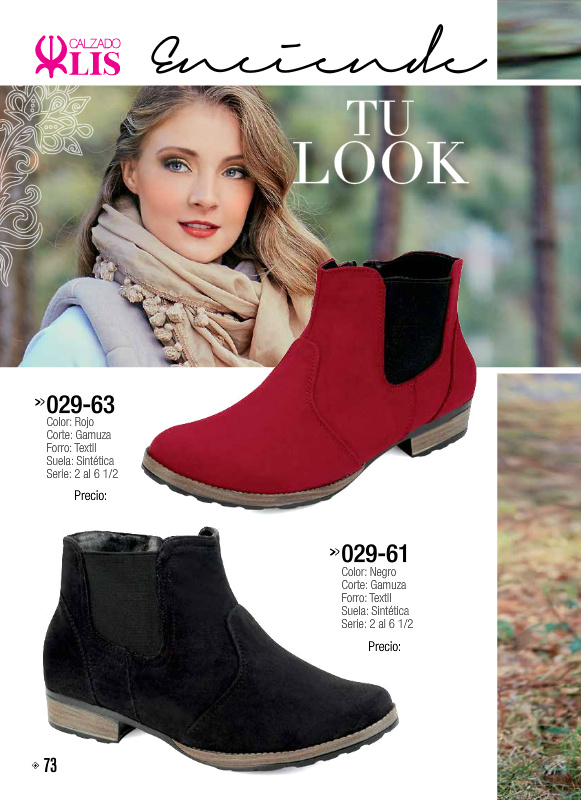 CALZADO
LIS
Enciende
TU
LOOK
029-63
Color: Rojo
Corte: Gamuza
Forro: Textil
Suela: Sintética
Serie: 2 al 6 1/2
Precio:
029-61
Color: Negro
Corte: Gamuza
Forro: Textil
Suela: Sintética
Serie: 2 al 6 1/2
Precio:
73